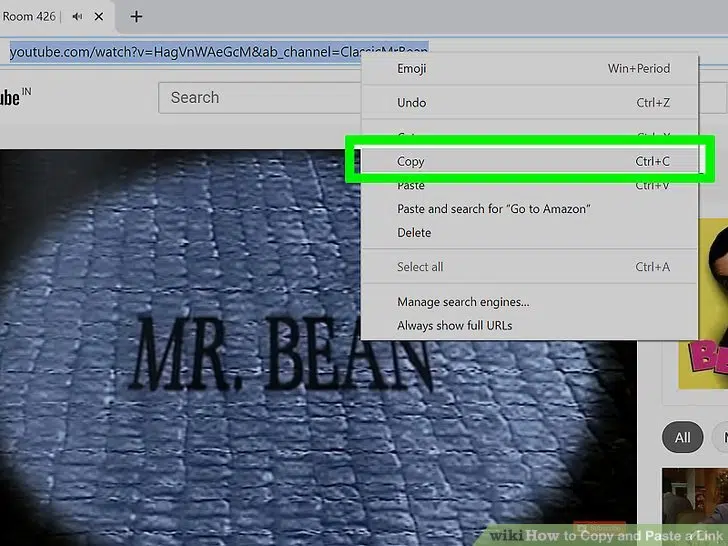 Room 426 |
youtube.com/watch?v=HagVnWAeGcM&ab_channel=ClassicMrBean
ube IN
Search
Emoji Win+Period
Undo Ctrl+Z
Copy Ctrl+C
Paste Ctrl+V
Paste and search for “Go to Amazon”
Delete
Select all Ctrl+A
Manage search engines...
Always show full URLs
MR. BEAN
BE
All
Subscribe
wikiHow to Copy and Paste a Link